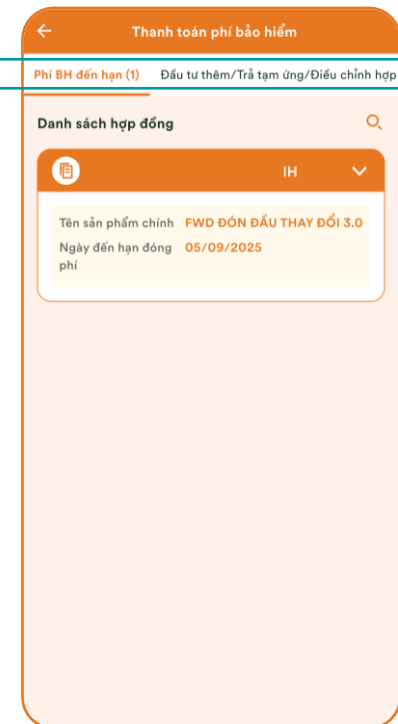 Thanh toán phí bảo hiểm
Phí BH đến hạn (1) Đầu tư thêm/Trả tạm ứng/Điều chỉnh hợp
Danh sách hợp đồng
IH
Tên sản phẩm chính FWD ĐÓN ĐẦU THAY ĐỔI 3.0
Ngày đến hạn đóng 05/09/2025
phí